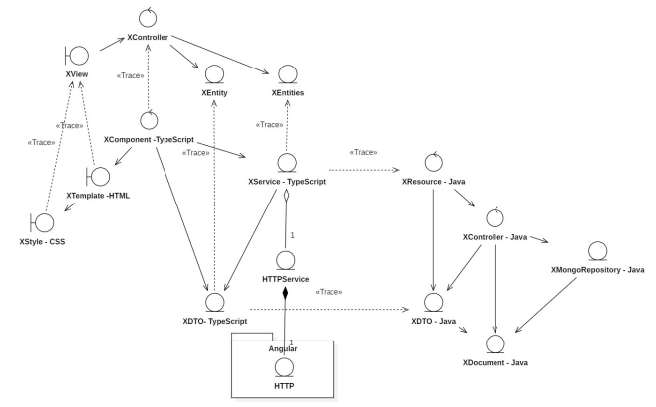 XController
XView
«Trace»
XEntity
XEntities
«Trace»
«Trace»
«Trace»
XComponent -TypeScript
«Trace»
«Trace»
XService - TypeScript
XResource - Java
XTemplate -HTML
XStyle - CSS
1
XController - Java
XMongoRepository - Java
HTTPService
«Trace»
XDTO- TypeScript
XDTO - Java
1
Angular
HTTP
XDocument - Java